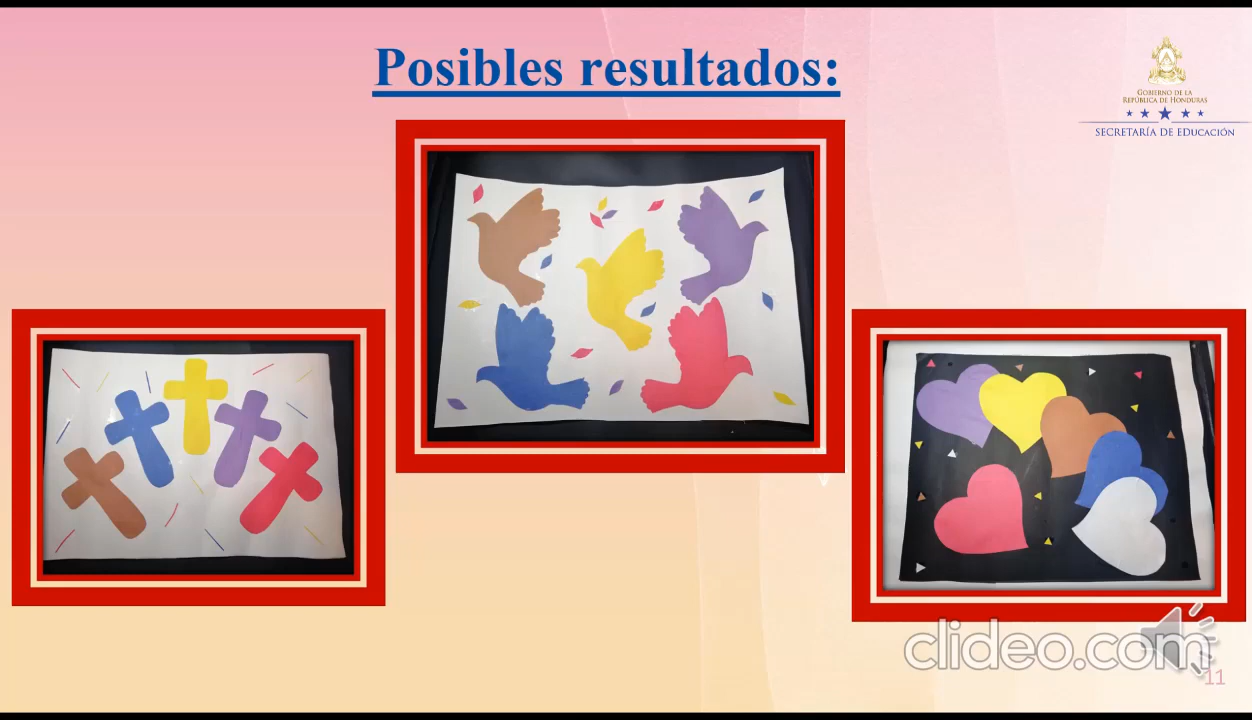 Posibles resultados:
GOBIERNO DE LA
REPÚBLICA DE HONDURAS
SECRETARÍA DE EDUCACIÓN
clideo.com
11